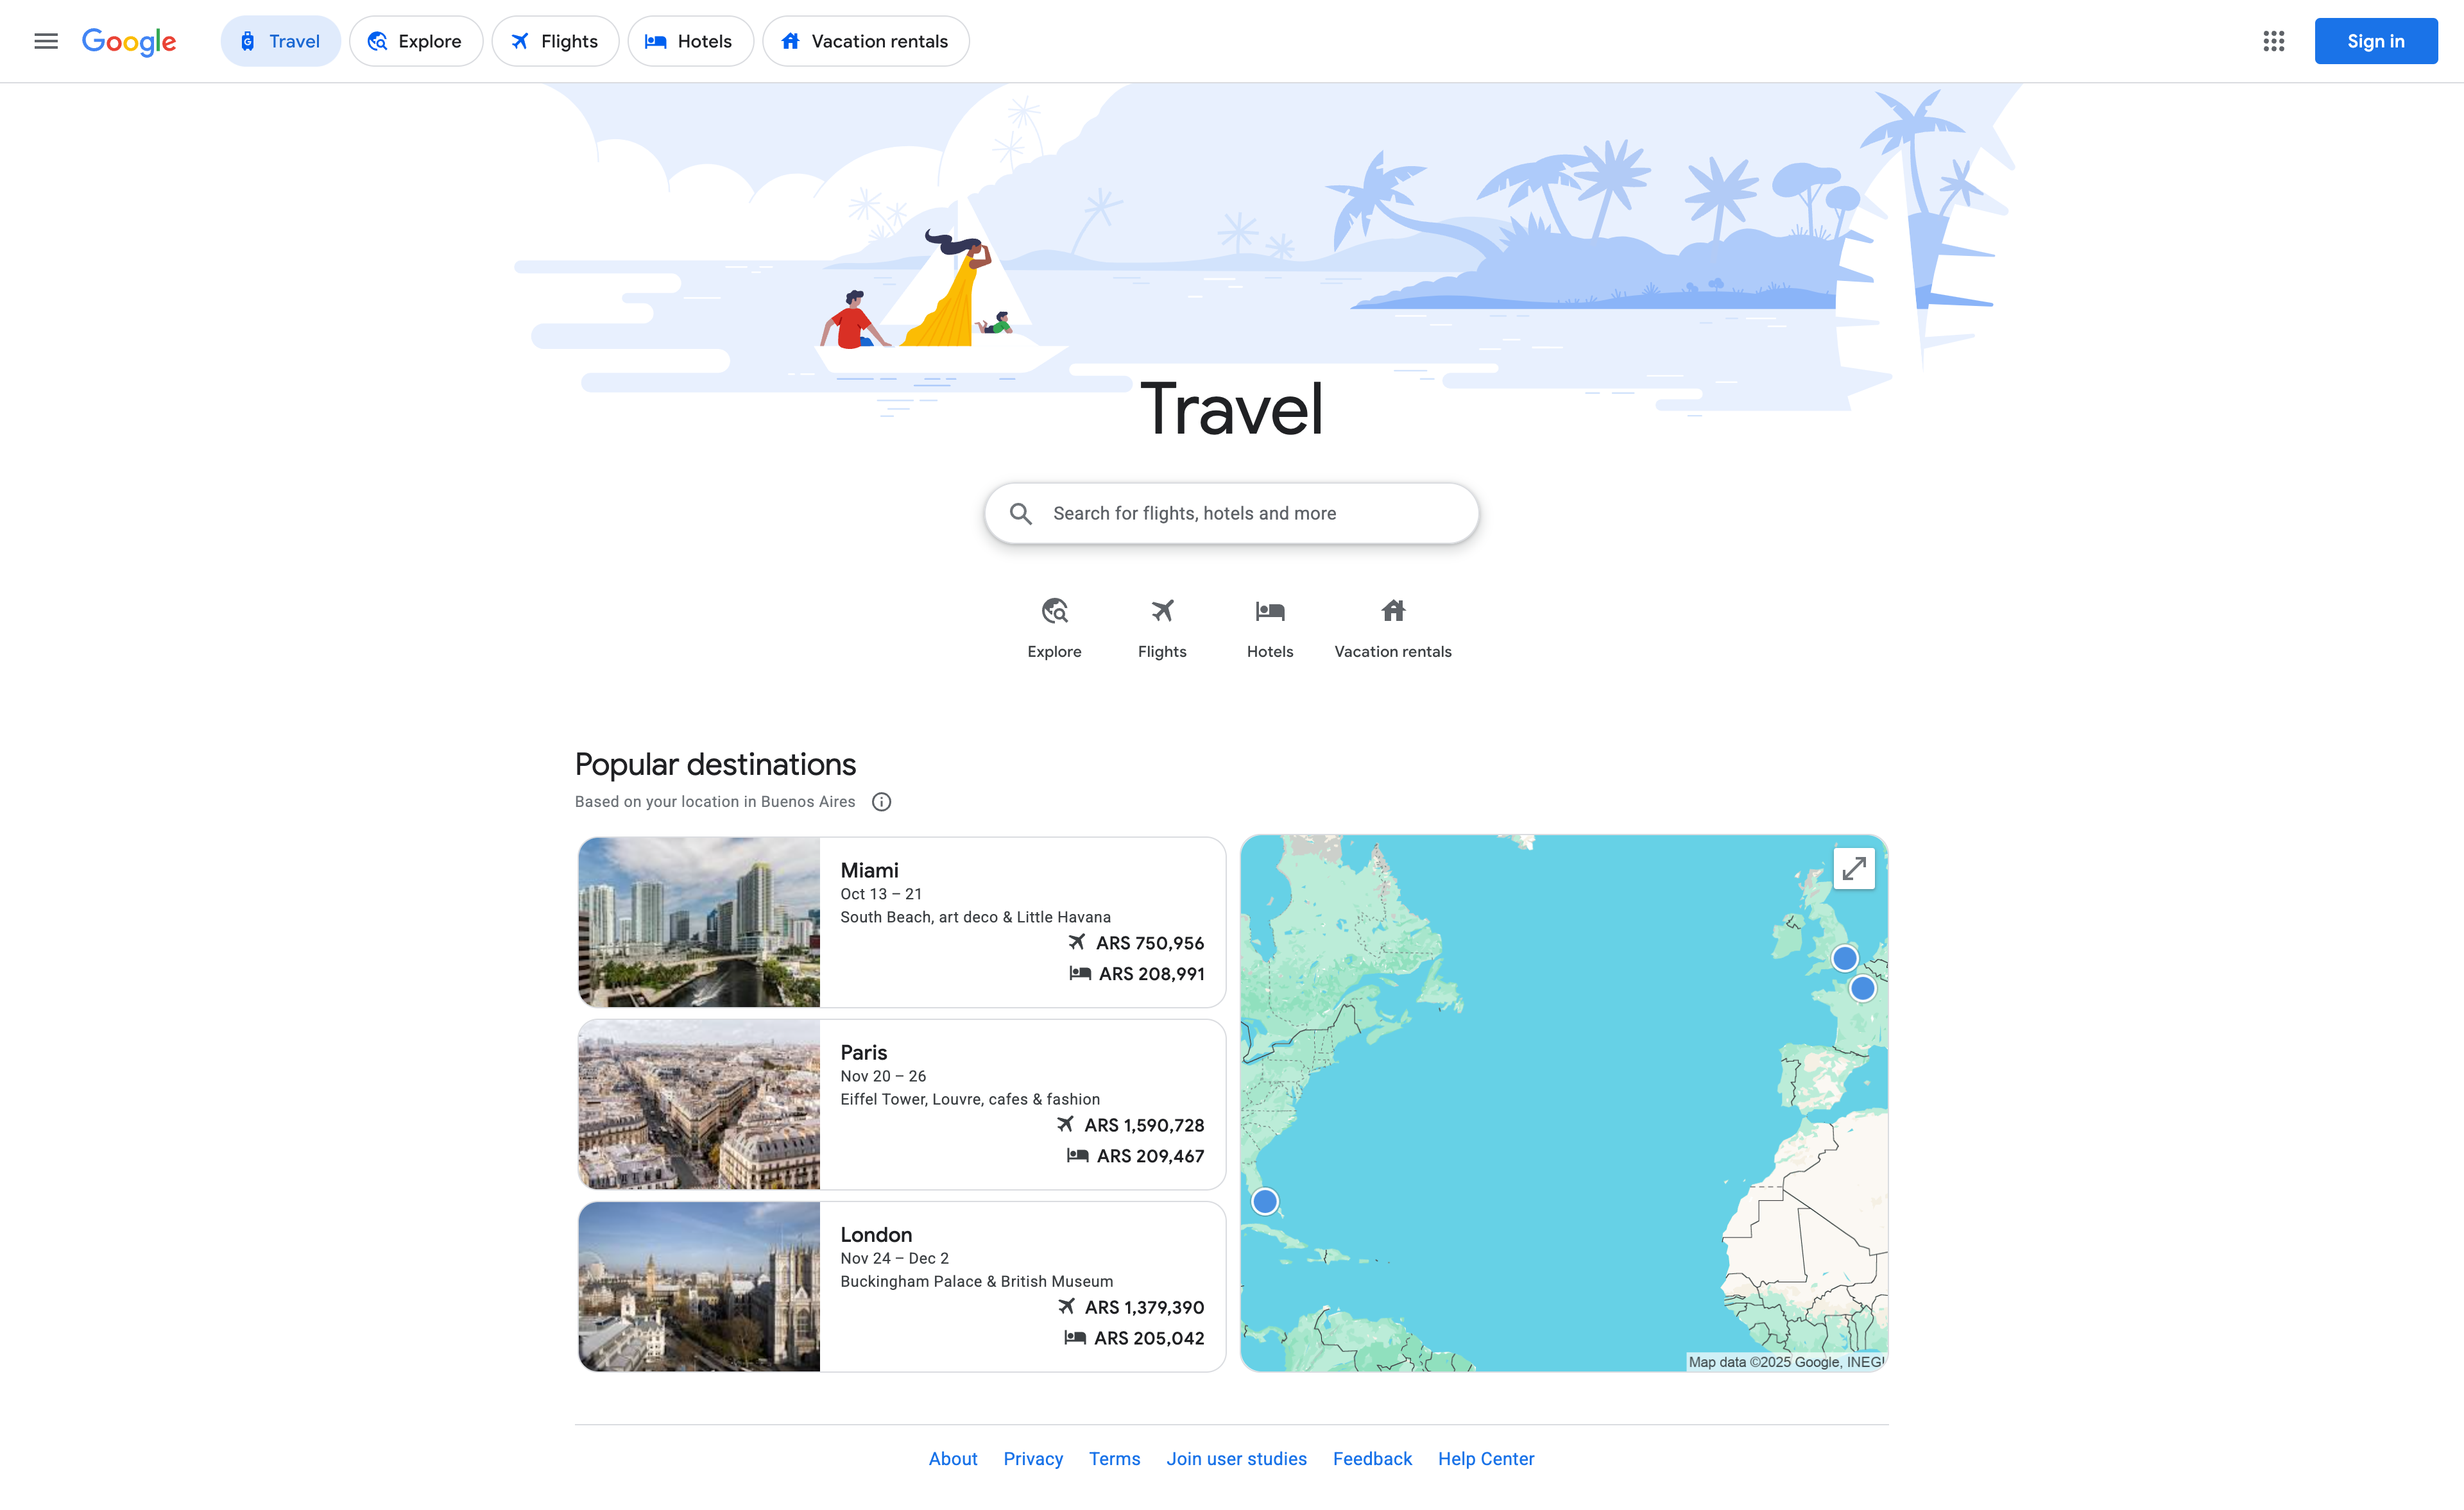 Google
Travel
Explore
Flights
Hotels
Vacation rentals
Sign in
Travel
Search for flights, hotels and more
Explore
Flights
Hotels
Vacation rentals
Popular destinations
Based on your location in Buenos Aires
Miami
Oct 13 – 21
South Beach, art deco & Little Havana
ARS 750,956
ARS 208,991
Paris
Nov 20 – 26
Eiffel Tower, Louvre, cafes & fashion
ARS 1,590,728
ARS 209,467
London
Nov 24 – Dec 2
Buckingham Palace & British Museum
ARS 1,379,390
ARS 205,042
Map data ©2025 Google, INEGI
About
Privacy
Terms
Join user studies
Feedback
Help Center